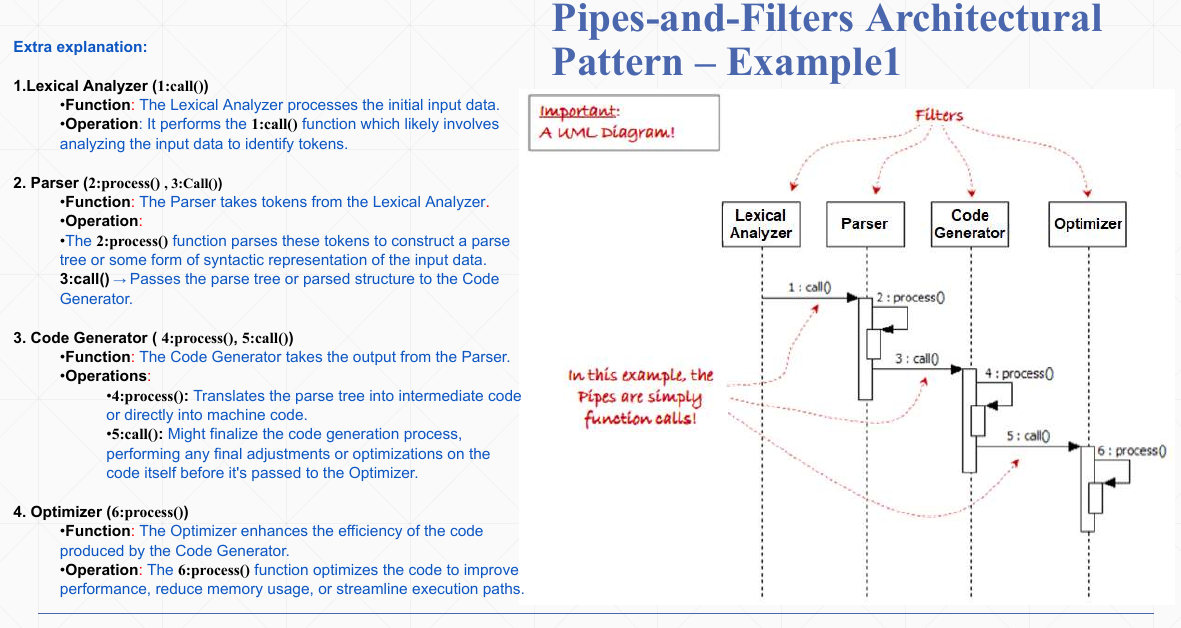 Pipes-and-Filters Architectural
Pattern – Example1
Extra explanation:
1.Lexical Analyzer (1:call())
•Function: The Lexical Analyzer processes the initial input data.
•Operation: It performs the 1:call() function which likely involves
analyzing the input data to identify tokens.
2. Parser (2:process() , 3:Call())
•Function: The Parser takes tokens from the Lexical Analyzer.
•Operation:
•The 2:process() function parses these tokens to construct a parse
tree or some form of syntactic representation of the input data.
3:call() → Passes the parse tree or parsed structure to the Code
Generator.
3. Code Generator ( 4:process(), 5:call())
•Function: The Code Generator takes the output from the Parser.
•Operations:
•4:process(): Translates the parse tree into intermediate code
or directly into machine code.
•5:call(): Might finalize the code generation process,
performing any final adjustments or optimizations on the
code itself before it's passed to the Optimizer.
4. Optimizer (6:process())
•Function: The Optimizer enhances the efficiency of the code
produced by the Code Generator.
•Operation: The 6:process() function optimizes the code to improve
performance, reduce memory usage, or streamline execution paths.
Important:
A UML Diagram!
Filters
Lexical
Analyzer
Parser
Code
Generator
Optimizer
1 : call()
2 : process()
3 : call()
4 : process()
5 : call()
6 : process()
In this example, the
Pipes are simply
function calls!